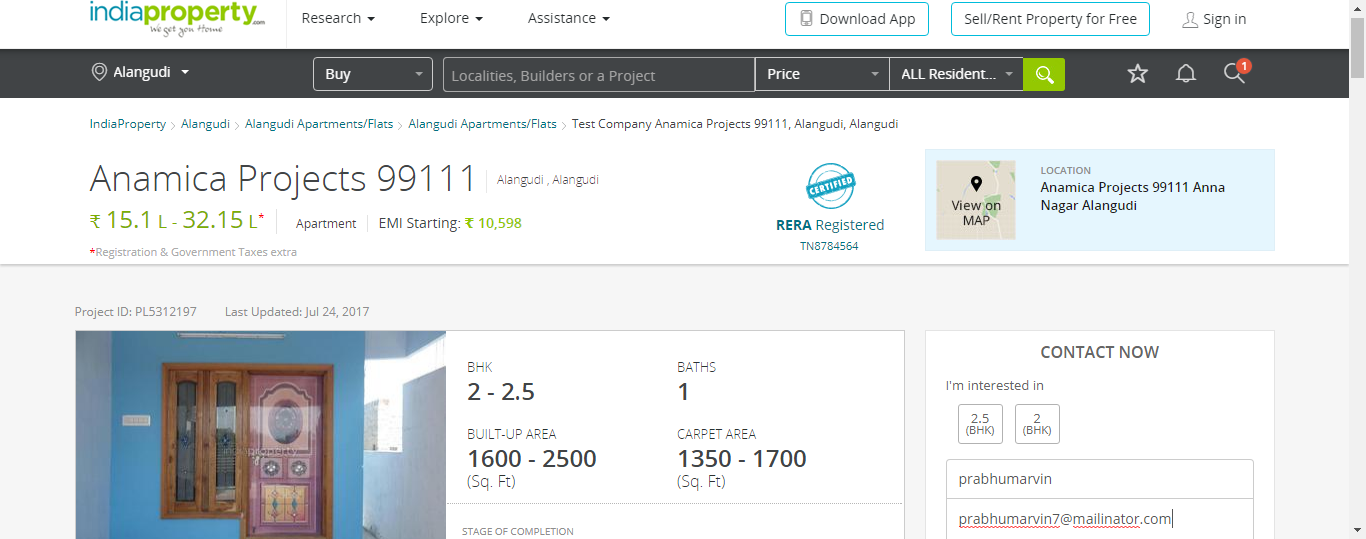 indiaproperty.com
We get you Home
Research
Explore
Assistance
Download App
Sell/Rent Property for Free
Sign in
Alangudi
Buy
Localities, Builders or a Project
Price
ALL Resident...
1
IndiaProperty > Alangudi > Alangudi Apartments/Flats > Alangudi Apartments/Flats > Test Company Anamica Projects 99111, Alangudi, Alangudi
Anamica Projects 99111
Alangudi , Alangudi
₹ 15.1 L - 32.15 L*
Apartment
EMI Starting: ₹ 10,598
*Registration & Government Taxes extra
CERTIFIED
RERA Registered
TN8784564
View on
MAP
LOCATION
Anamica Projects 99111 Anna
Nagar Alangudi
Project ID: PL5312197
Last Updated: Jul 24, 2017
indiaproperty
BHK
2 - 2.5
BATHS
1
BUILT-UP AREA
1600 - 2500
(Sq. Ft)
CARPET AREA
1350 - 1700
(Sq. Ft)
STAGE OF COMPLETION
CONTACT NOW
I'm interested in
2.5
(BHK)
2
(BHK)
prabhumarvin
prabhumarvin7@mailinator.com